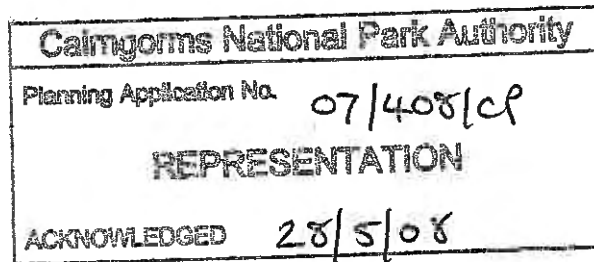 Cairngorms National Park Authority
Planning Application No. 07/408/CP
REPRESENTATION
ACKNOWLEDGED 28/5/08